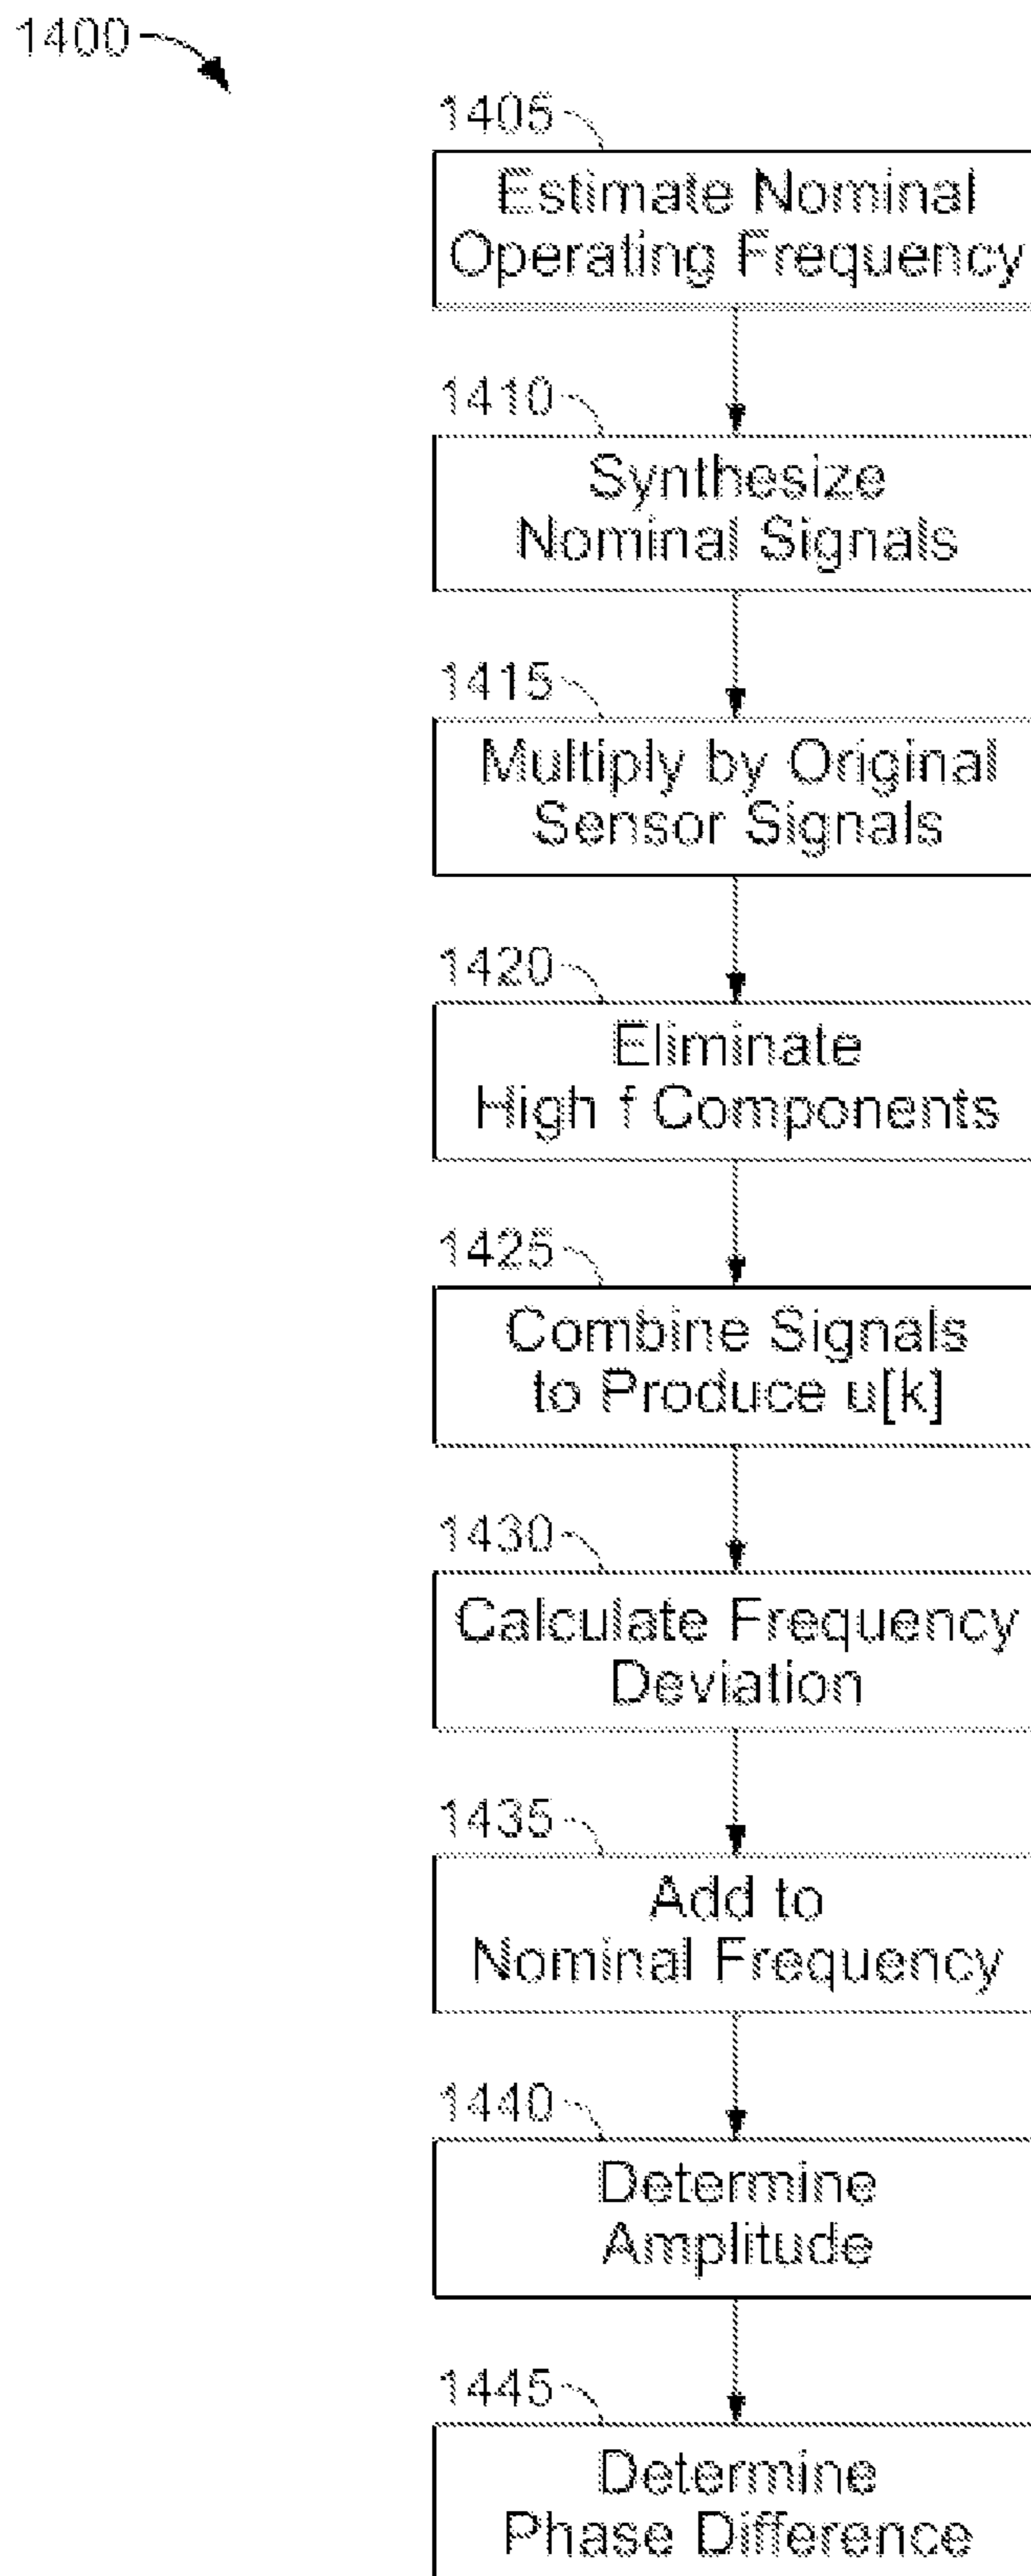 1400
1405
Estimate Nominal
Operating Frequency
1410
Synthesize
Nominal Signals
1415
Multiply by Original
Sensor Signals
1420
Eliminate
High f Components
1425
Combine Signals
to Produce u[k]
1430
Calculate Frequency
Deviation
1435
Add to
Nominal Frequency
1440
Determine
Amplitude
1445
Determine
Phase Difference